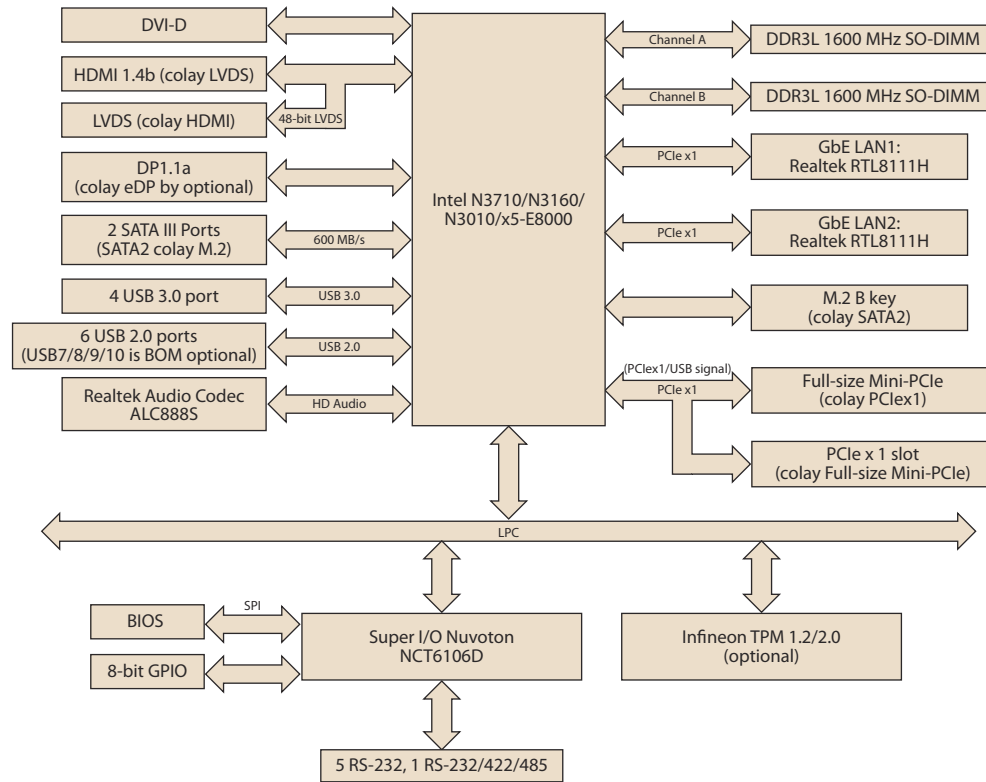 DVI-D
HDMI 1.4b (colay LVDS)
LVDS (colay HDMI)
48-bit LVDS
DP1.1a
(colay eDP by optional)
2 SATA III Ports
(SATA2 colay M.2)
600 MB/s
4 USB 3.0 port
USB 3.0
6 USB 2.0 ports
(USB7/8/9/10 is BOM optional)
USB 2.0
Realtek Audio Codec
ALC888S
HD Audio
Intel N3710/N3160/
N3010/x5-E8000
Channel A
DDR3L 1600 MHz SO-DIMM
Channel B
DDR3L 1600 MHz SO-DIMM
PCIe x1
GbE LAN1:
Realtek RTL8111H
PCIe x1
GbE LAN2:
Realtek RTL8111H
M.2 B key
(colay SATA2)
(PCIex1/USB signal)
PCIe x1
Full-size Mini-PCIe
(colay PCIex1)
PCIe x 1 slot
(colay Full-size Mini-PCIe)
LPC
BIOS
SPI
8-bit GPIO
Super I/O Nuvoton
NCT6106D
Infineon TPM 1.2/2.0
(optional)
5 RS-232, 1 RS-232/422/485